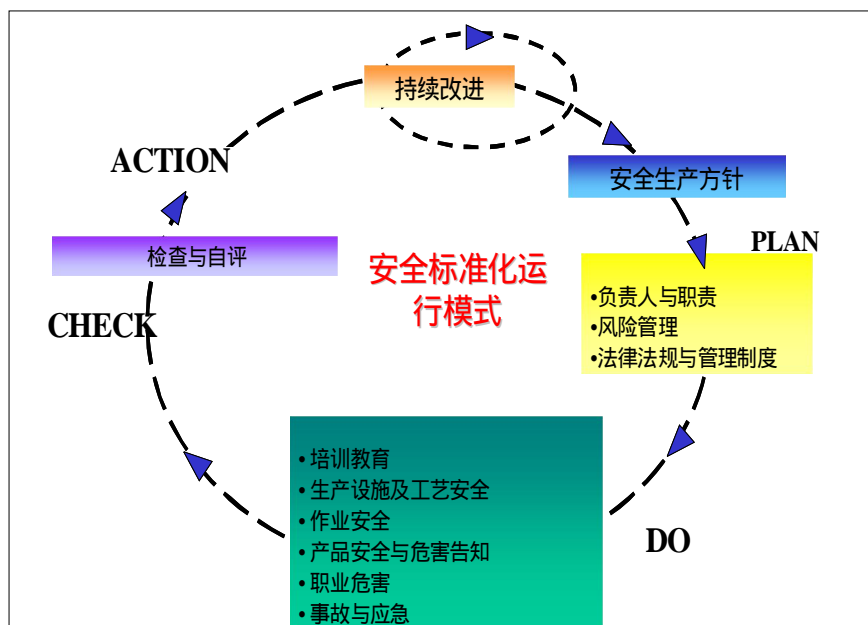 持续改进
ACTION
安全生产方针
PLAN
检查与自评
安全标准化运
行模式
•负责人与职责
•风险管理
•法律法规与管理制度
CHECK
• 培训教育
• 生产设施及工艺安全
• 作业安全
• 产品安全与危害告知
• 职业危害
• 事故与应急
DO